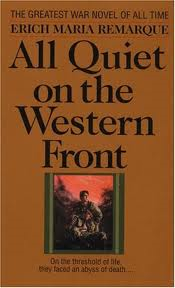 THE GREATEST WAR NOVEL OF ALL TIME
ERICH MARIA REMARQUE
All Quiet
on the
Western
Front
On the threshold of life,
they faced an abyss of death....